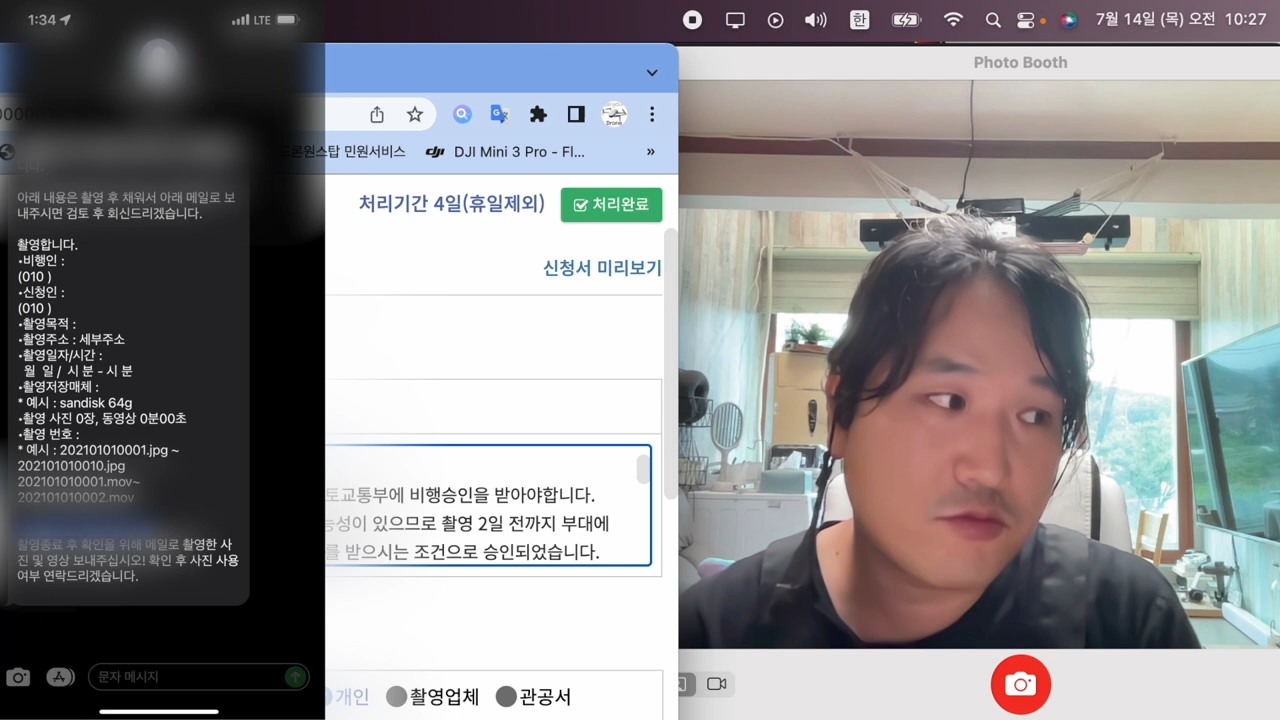 1:34
LTE
니다.
아래 내용은 촬영 후 채워서 아래 메일로 보
내주시면 검토 후 회신드리겠습니다.
촬영합니다.
•비행인 :
(010 )
•신청인 :
(010 )
•촬영목적 :
•촬영주소 : 세부주소
•촬영일자/시간 :
월 일 / 시 분 - 시 분
•촬영저장매체 :
* 예시 : sandisk 64g
•촬영 사진 0장, 동영상 0분00초
•촬영 번호 :
* 예시 : 202101010001.jpg ~
202101010010.jpg
202101010001.mov~
202101010002.mov
촬영종료 후 확인을 위해 메일로 촬영한 사
진 및 영상 보내주십시오! 확인 후 사진 사용
여부 연락드리겠습니다.
문자 메시지
드론원스탑 민원서비스
dji DJI Mini 3 Pro - Fl...
»
처리기간 4일(휴일제외)
처리완료
신청서 미리보기
토교통부에 비행승인을 받아야합니다.
능성이 있으므로 촬영 2일 전까지 부대에
를 받으시는 조건으로 승인되었습니다.
개인 촬영업체 관공서
한
7월 14일 (목) 오전 10:27
Photo Booth